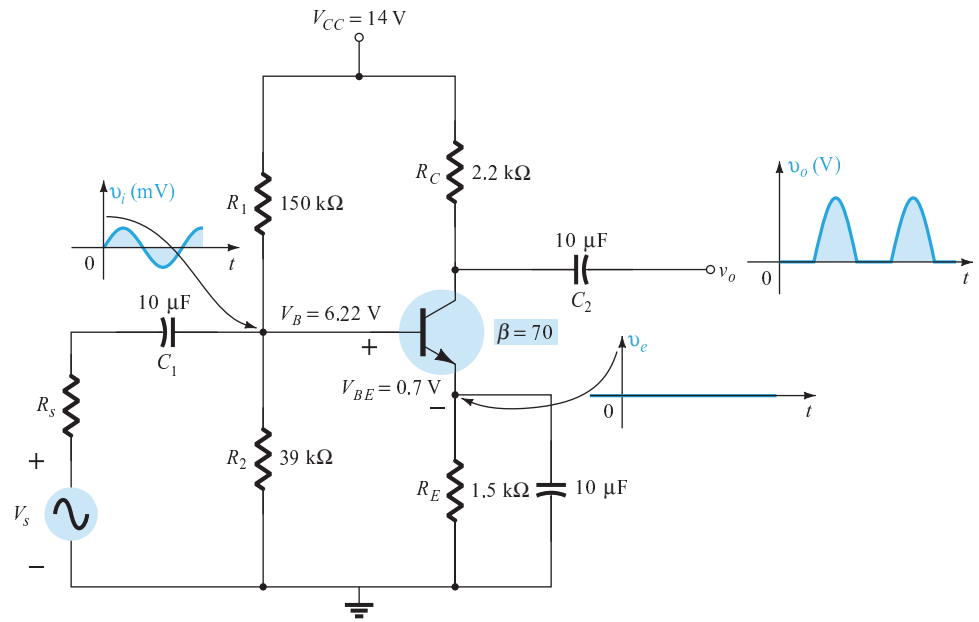 V_CC = 14 V
R_C 2.2 kΩ
υ_o (V)
υ_i (mV)
R_1 150 kΩ
10 μF
0 t
v_o
0 t
10 μF
C_2
V_B = 6.22 V
β = 70
+
C_1
υ_e
V_BE = 0.7 V
−
0 t
R_s
+
R_2 39 kΩ
R_E 1.5 kΩ
10 μF
V_s
−